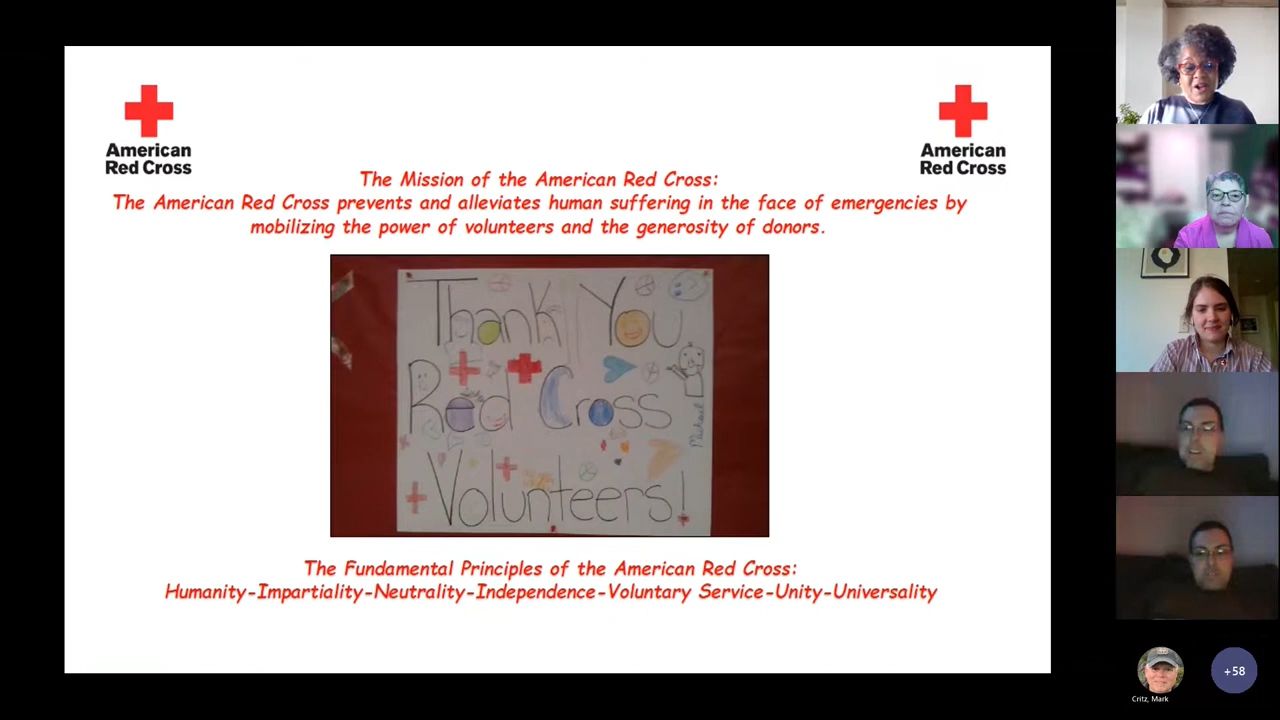 American
Red Cross
American
Red Cross
The Mission of the American Red Cross:
The American Red Cross prevents and alleviates human suffering in the face of emergencies by
mobilizing the power of volunteers and the generosity of donors.
Thank You
Red Cross
Michael
Volunteers!
The Fundamental Principles of the American Red Cross:
Humanity-Impartiality-Neutrality-Independence-Voluntary Service-Unity-Universality
Critz, Mark
+58